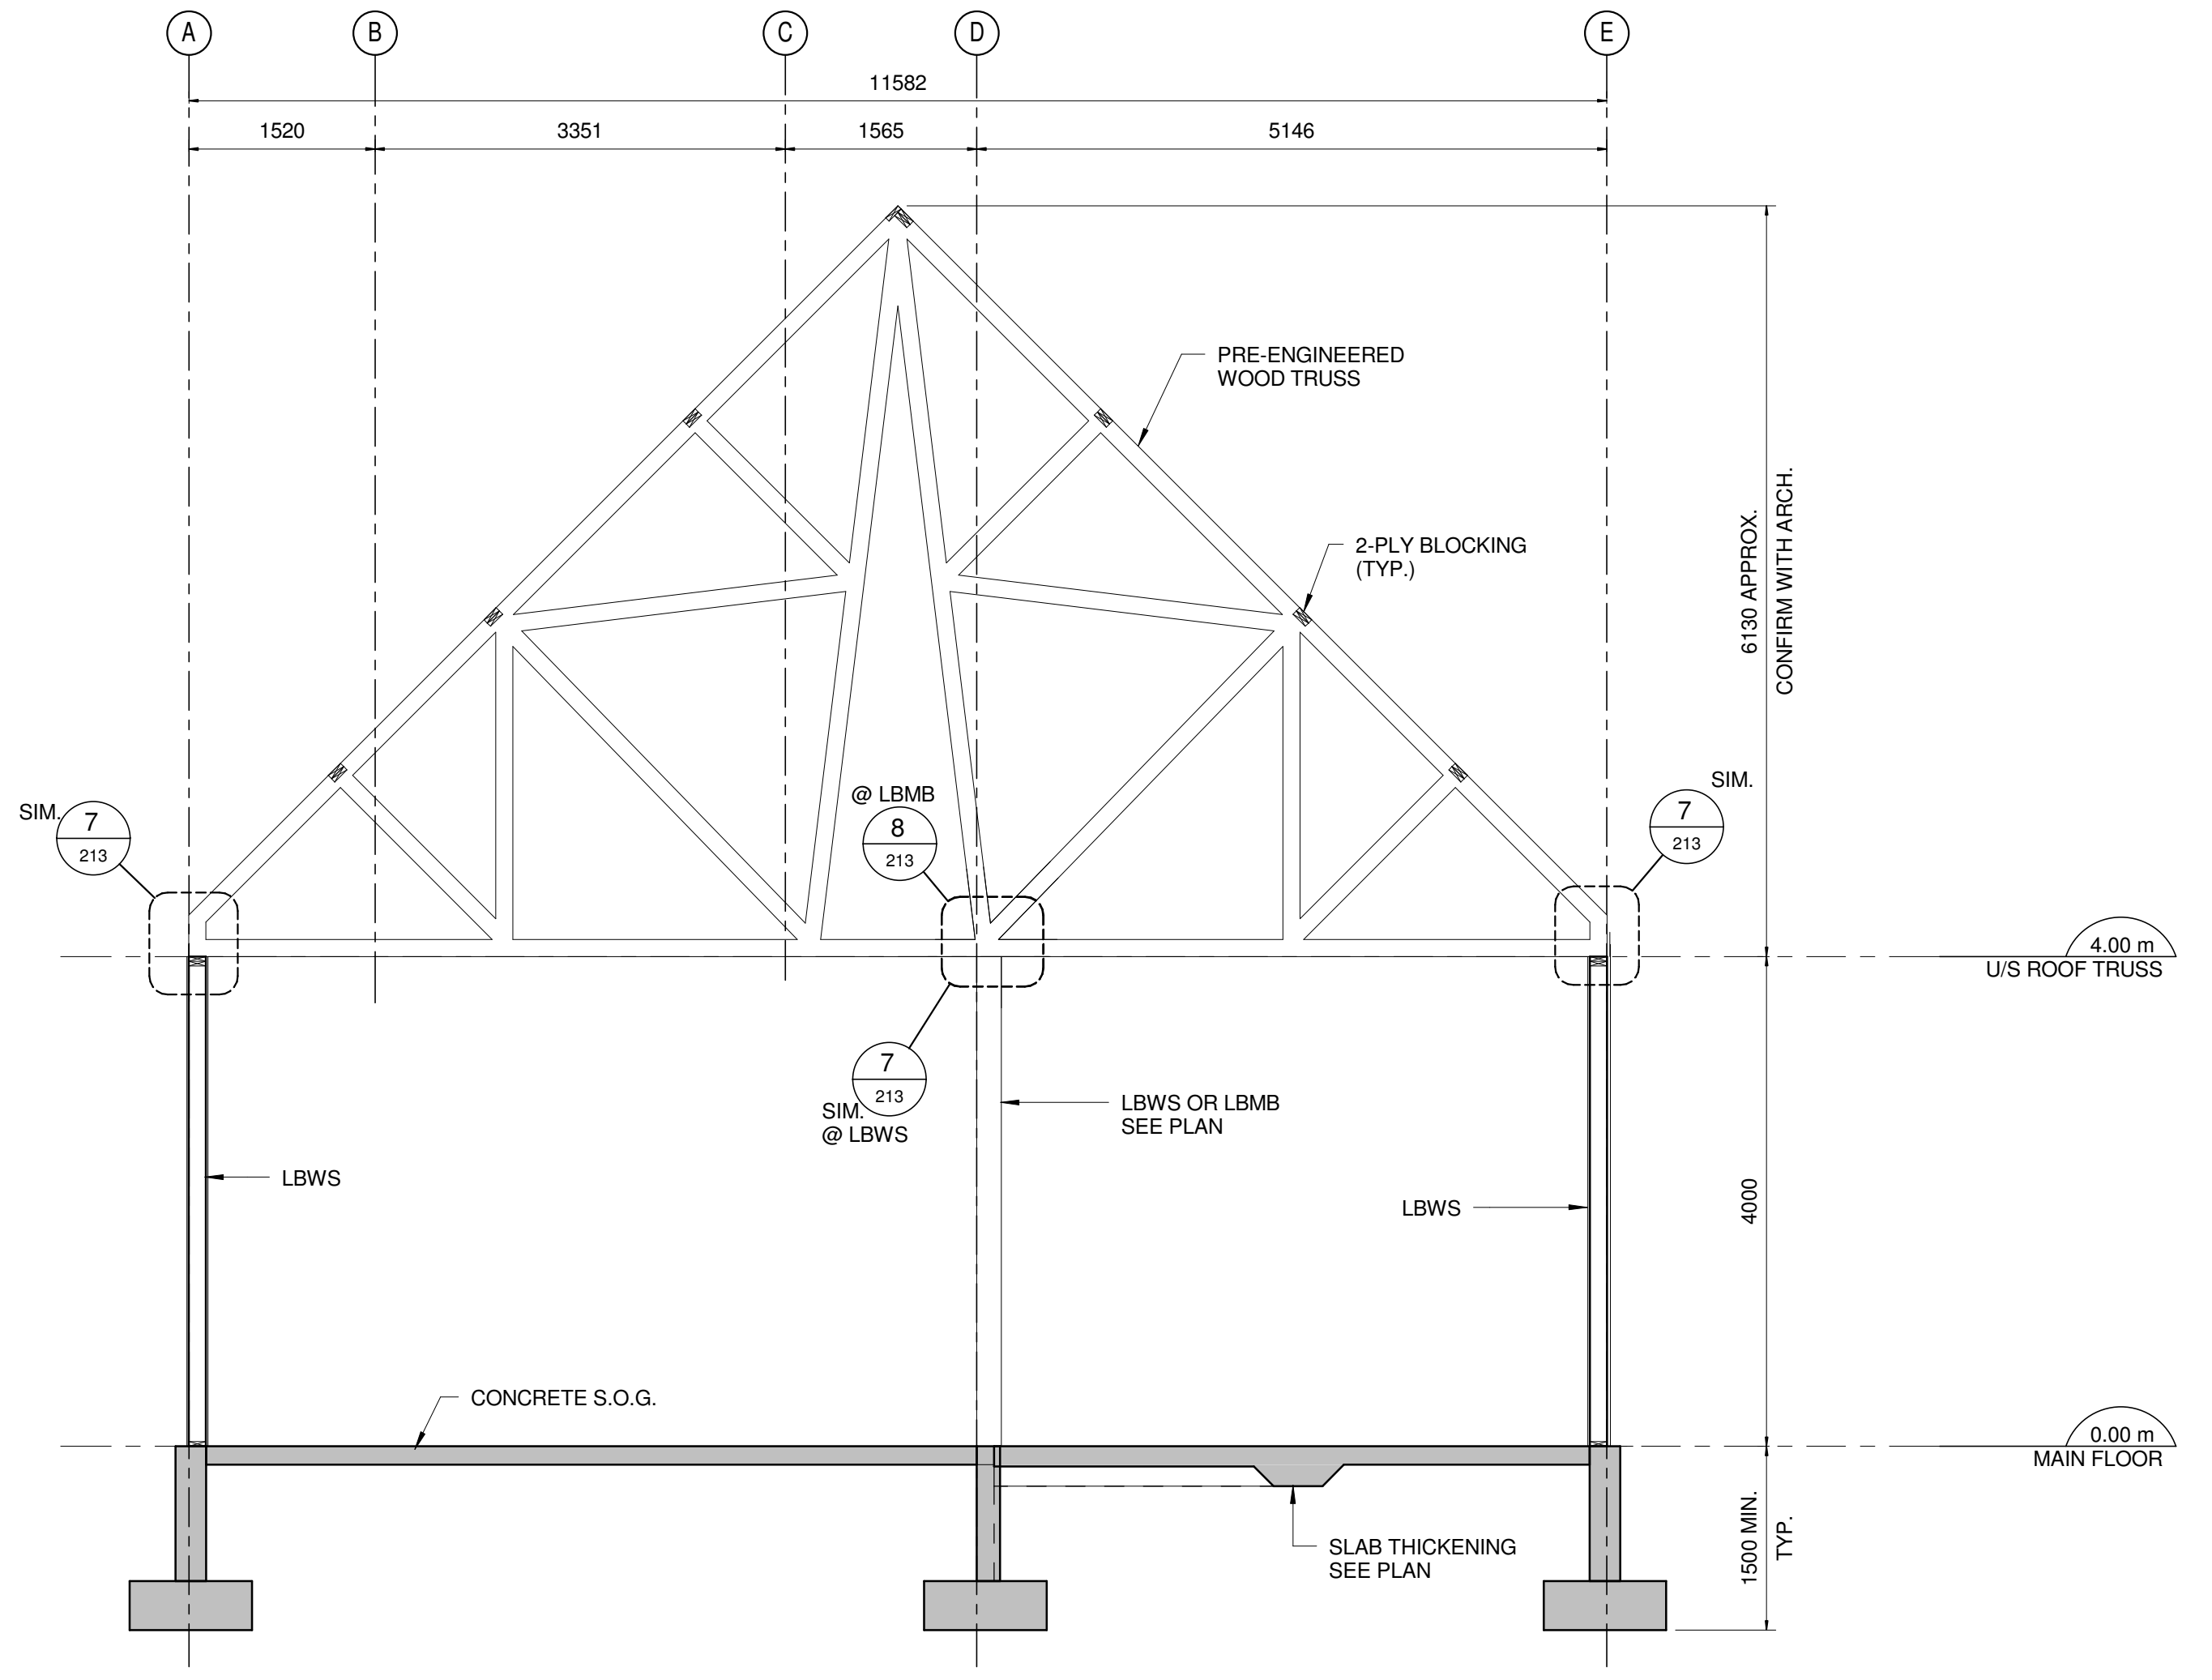 A
B
C
D
E
11582
1520
3351
1565
5146
PRE-ENGINEERED
WOOD TRUSS
2-PLY BLOCKING
(TYP.)
6130 APPROX.
CONFIRM WITH ARCH.
SIM.
7
213
@ LBMB
8
213
SIM.
7
213
4.00 m
U/S ROOF TRUSS
7
213
SIM.
@ LBWS
LBWS OR LBMB
SEE PLAN
LBWS
LBWS
4000
CONCRETE S.O.G.
0.00 m
MAIN FLOOR
SLAB THICKENING
SEE PLAN
1500 MIN.
TYP.